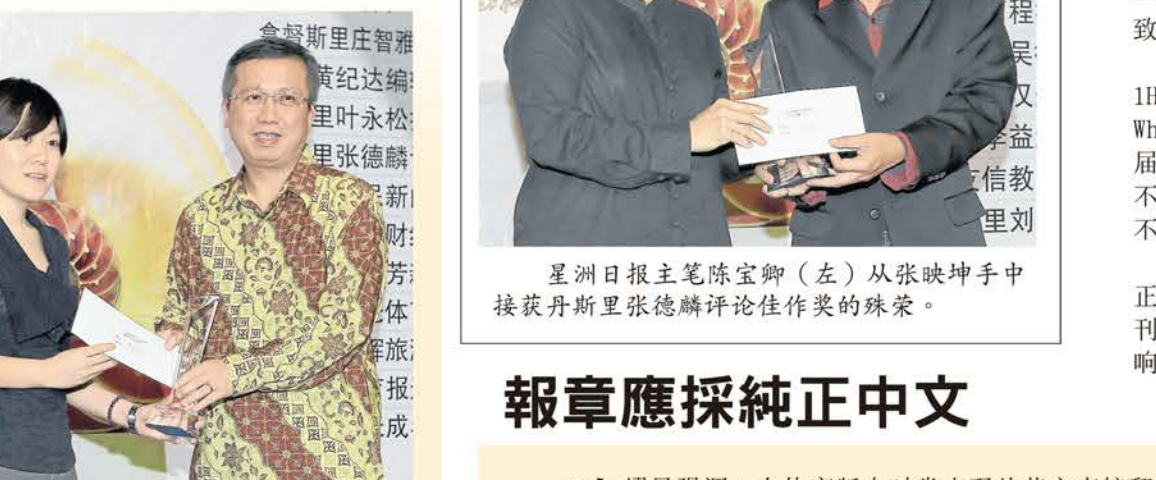 拿督斯里庄智雅
黄纪达编
里叶永松
里张德麟
新
财
芳
体
旅
报
成
程
吴
汉
李益
信教
里刘
星洲日报主笔陈宝卿（左）从张映坤手中
接获丹斯里张德麟评论佳作奖的殊荣。
報章應採純正中文
致
1H
Wh
届
不
不
正
刊
响